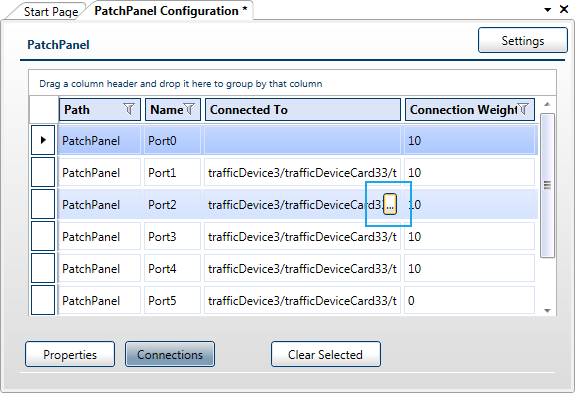 Start Page PatchPanel Configuration *
PatchPanel Settings
Drag a column header and drop it here to group by that column
Path Name Connected To Connection Weight
PatchPanel Port0 10
PatchPanel Port1 trafficDevice3/trafficDeviceCard33/t 10
PatchPanel Port2 trafficDevice3/trafficDeviceCard33 ... 10
PatchPanel Port3 trafficDevice3/trafficDeviceCard33/t 10
PatchPanel Port4 trafficDevice3/trafficDeviceCard33/t 10
PatchPanel Port5 trafficDevice3/trafficDeviceCard33/t 0
Properties Connections Clear Selected